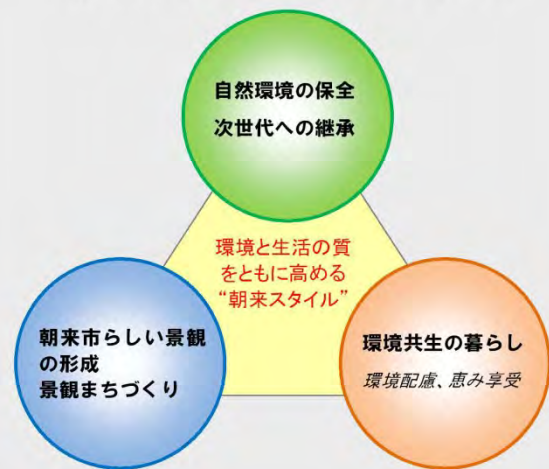 自然環境の保全
次世代への継承
環境と生活の質
をともに高める
“朝来スタイル”
朝来市らしい景観
の形成
景観まちづくり
環境共生の暮らし
環境配慮、恵み享受